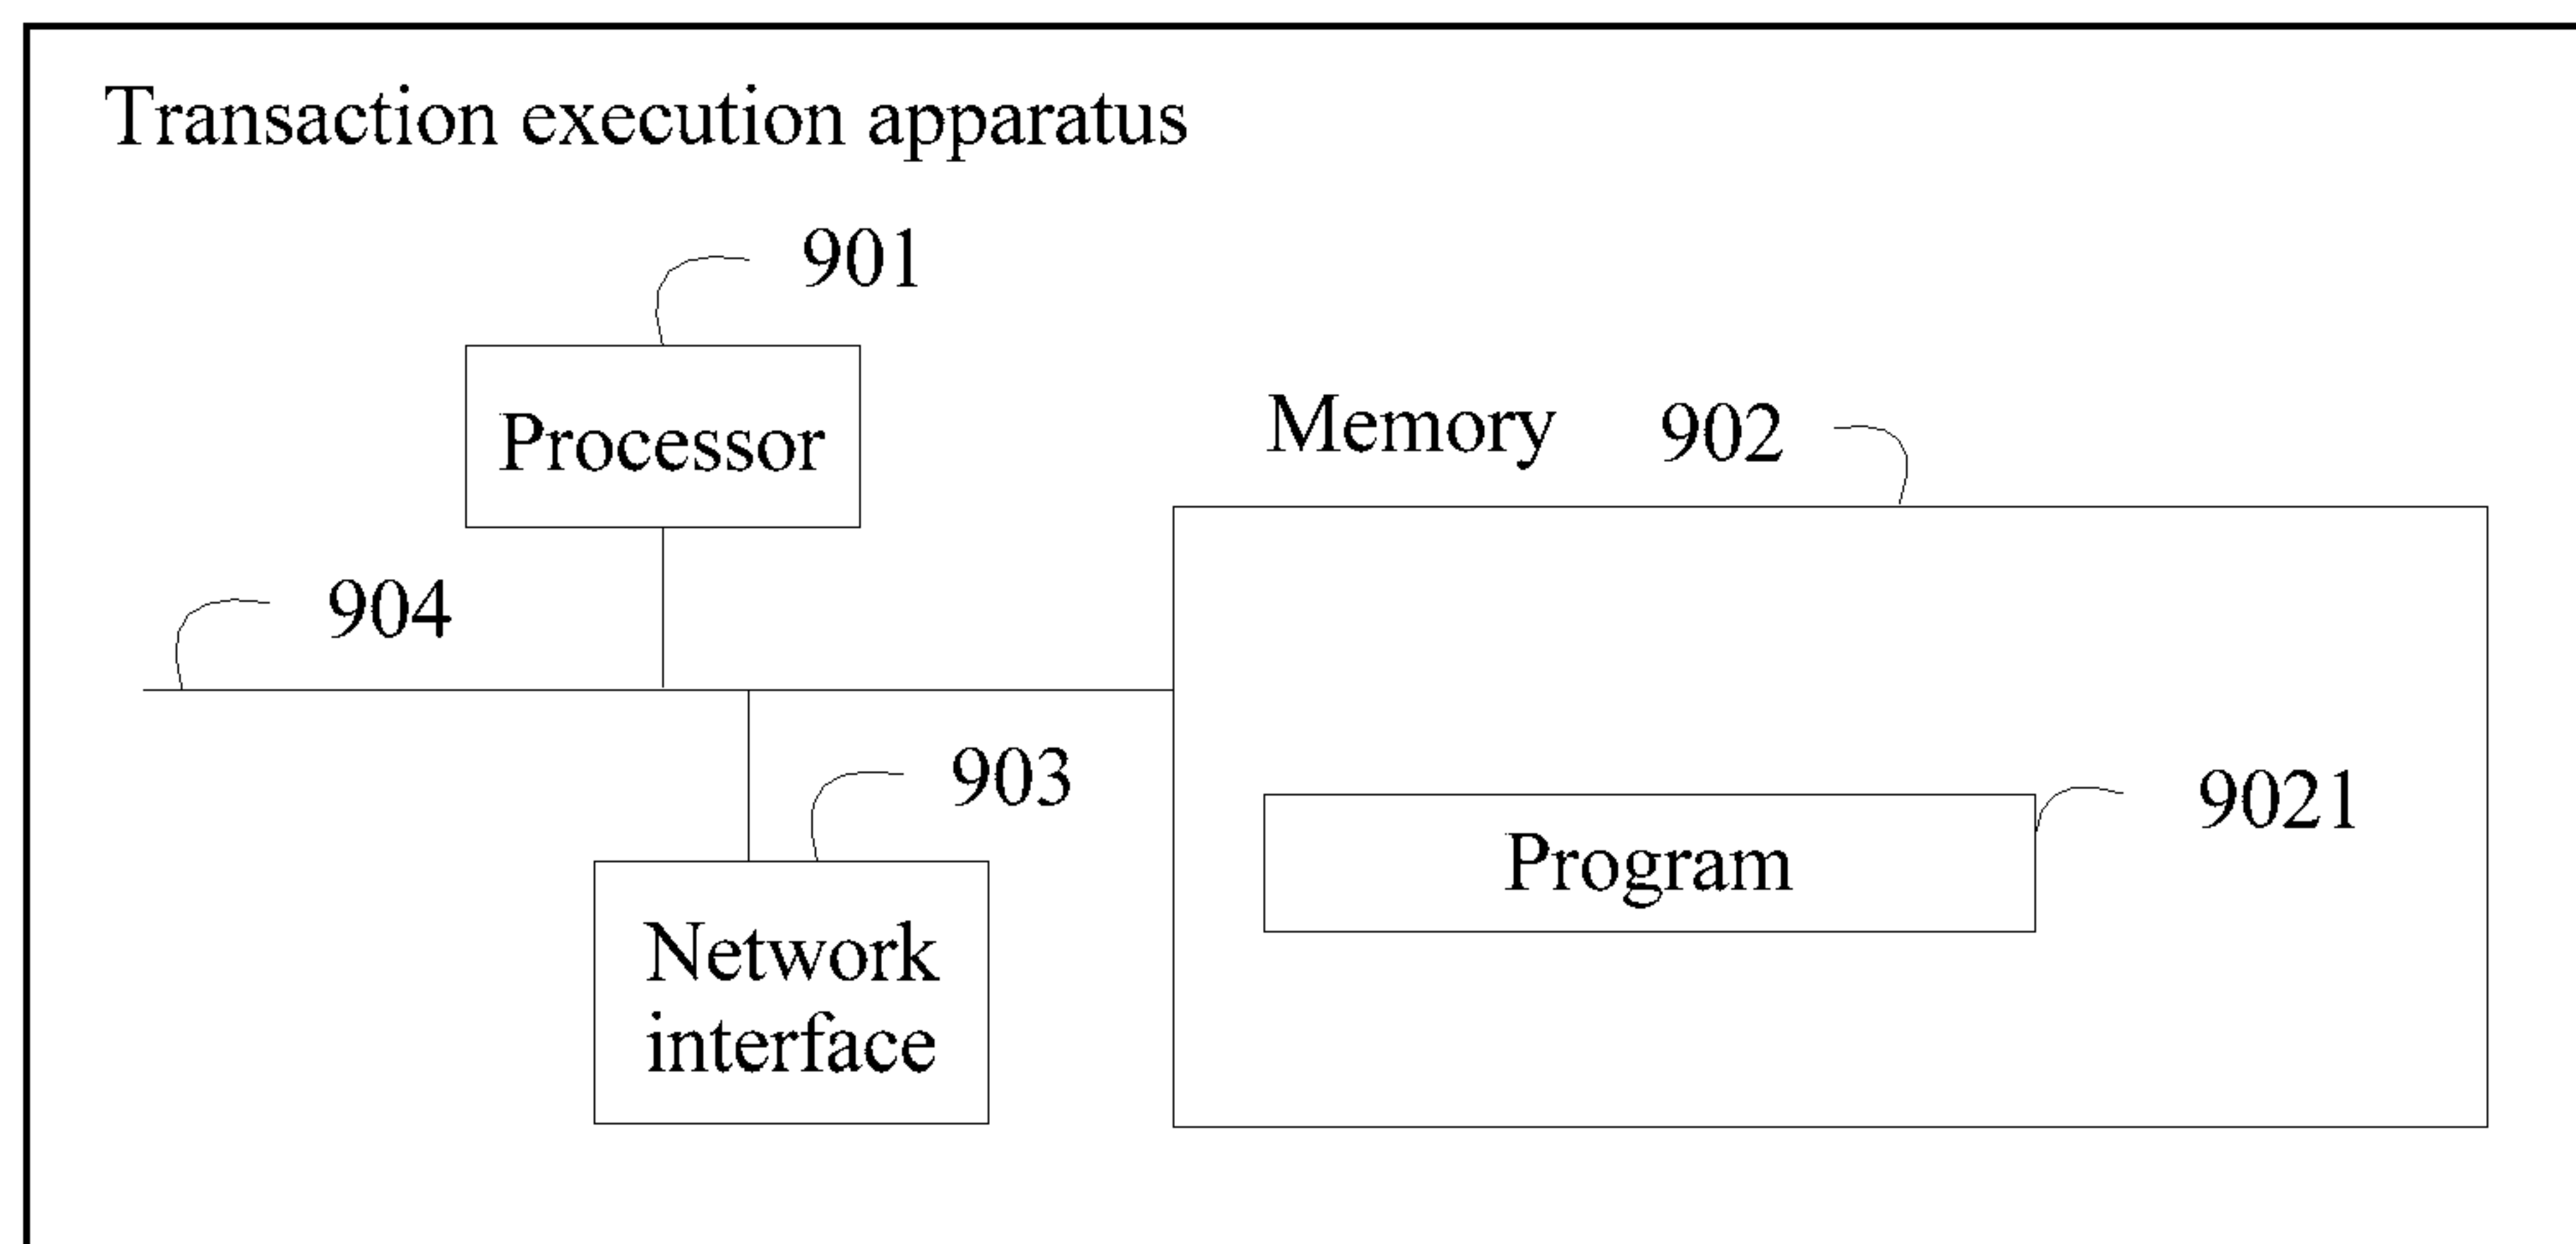 Transaction execution apparatus
901
Processor
Memory 902
904
903
9021
Program
Network
interface